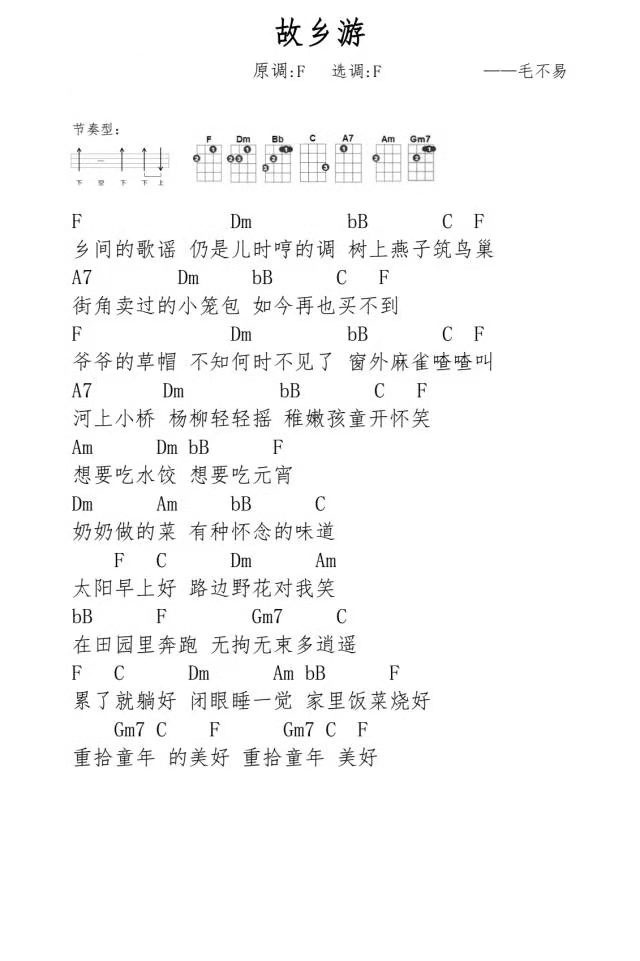 故乡游
原调:F 选调:F ——毛不易
节奏型:
F Dm Bb C A7 Am Gm7
下 空 下 下 上
F Dm bB C F
乡间的歌谣 仍是儿时哼的调 树上燕子筑鸟巢
A7 Dm bB C F
街角卖过的小笼包 如今再也买不到
F Dm bB C F
爷爷的草帽 不知何时不见了 窗外麻雀喳喳叫
A7 Dm bB C F
河上小桥 杨柳轻轻摇 稚嫩孩童开怀笑
Am Dm bB F
想要吃水饺 想要吃元宵
Dm Am bB C
奶奶做的菜 有种怀念的味道
F C Dm Am
太阳早上好 路边野花对我笑
bB F Gm7 C
在田园里奔跑 无拘无束多逍遥
F C Dm Am bB F
累了就躺好 闭眼睡一觉 家里饭菜烧好
Gm7 C F Gm7 C F
重拾童年 的美好 重拾童年 美好